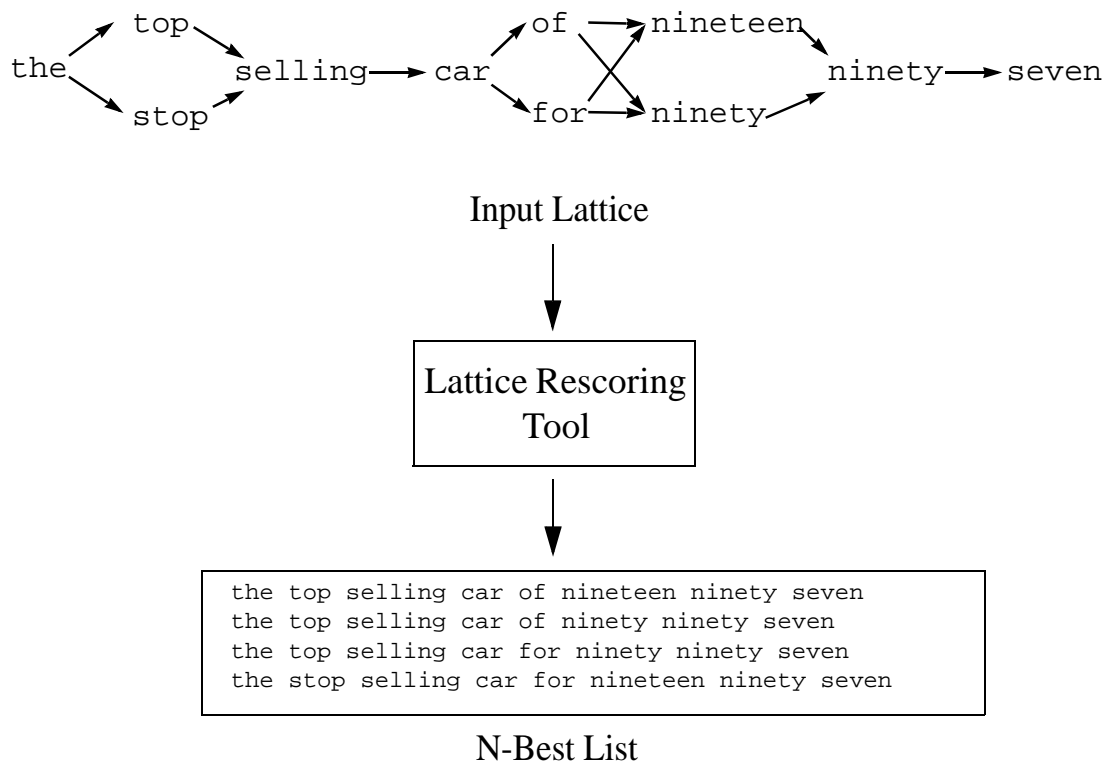 top of nineteen
the selling car ninety seven
stop for ninety
Input Lattice
Lattice Rescoring
Tool
the top selling car of nineteen ninety seven
the top selling car of ninety ninety seven
the top selling car for ninety ninety seven
the stop selling car for nineteen ninety seven
N-Best List